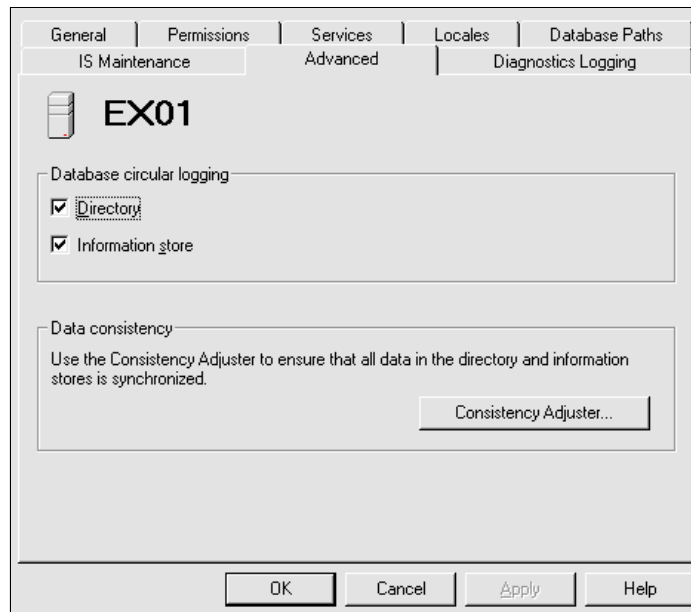 General Permissions Services Locales Database Paths
IS Maintenance Advanced Diagnostics Logging
EX01
Database circular logging
Directory
Information store
Data consistency
Use the Consistency Adjuster to ensure that all data in the directory and information
stores is synchronized.
Consistency Adjuster...
OK Cancel Apply Help